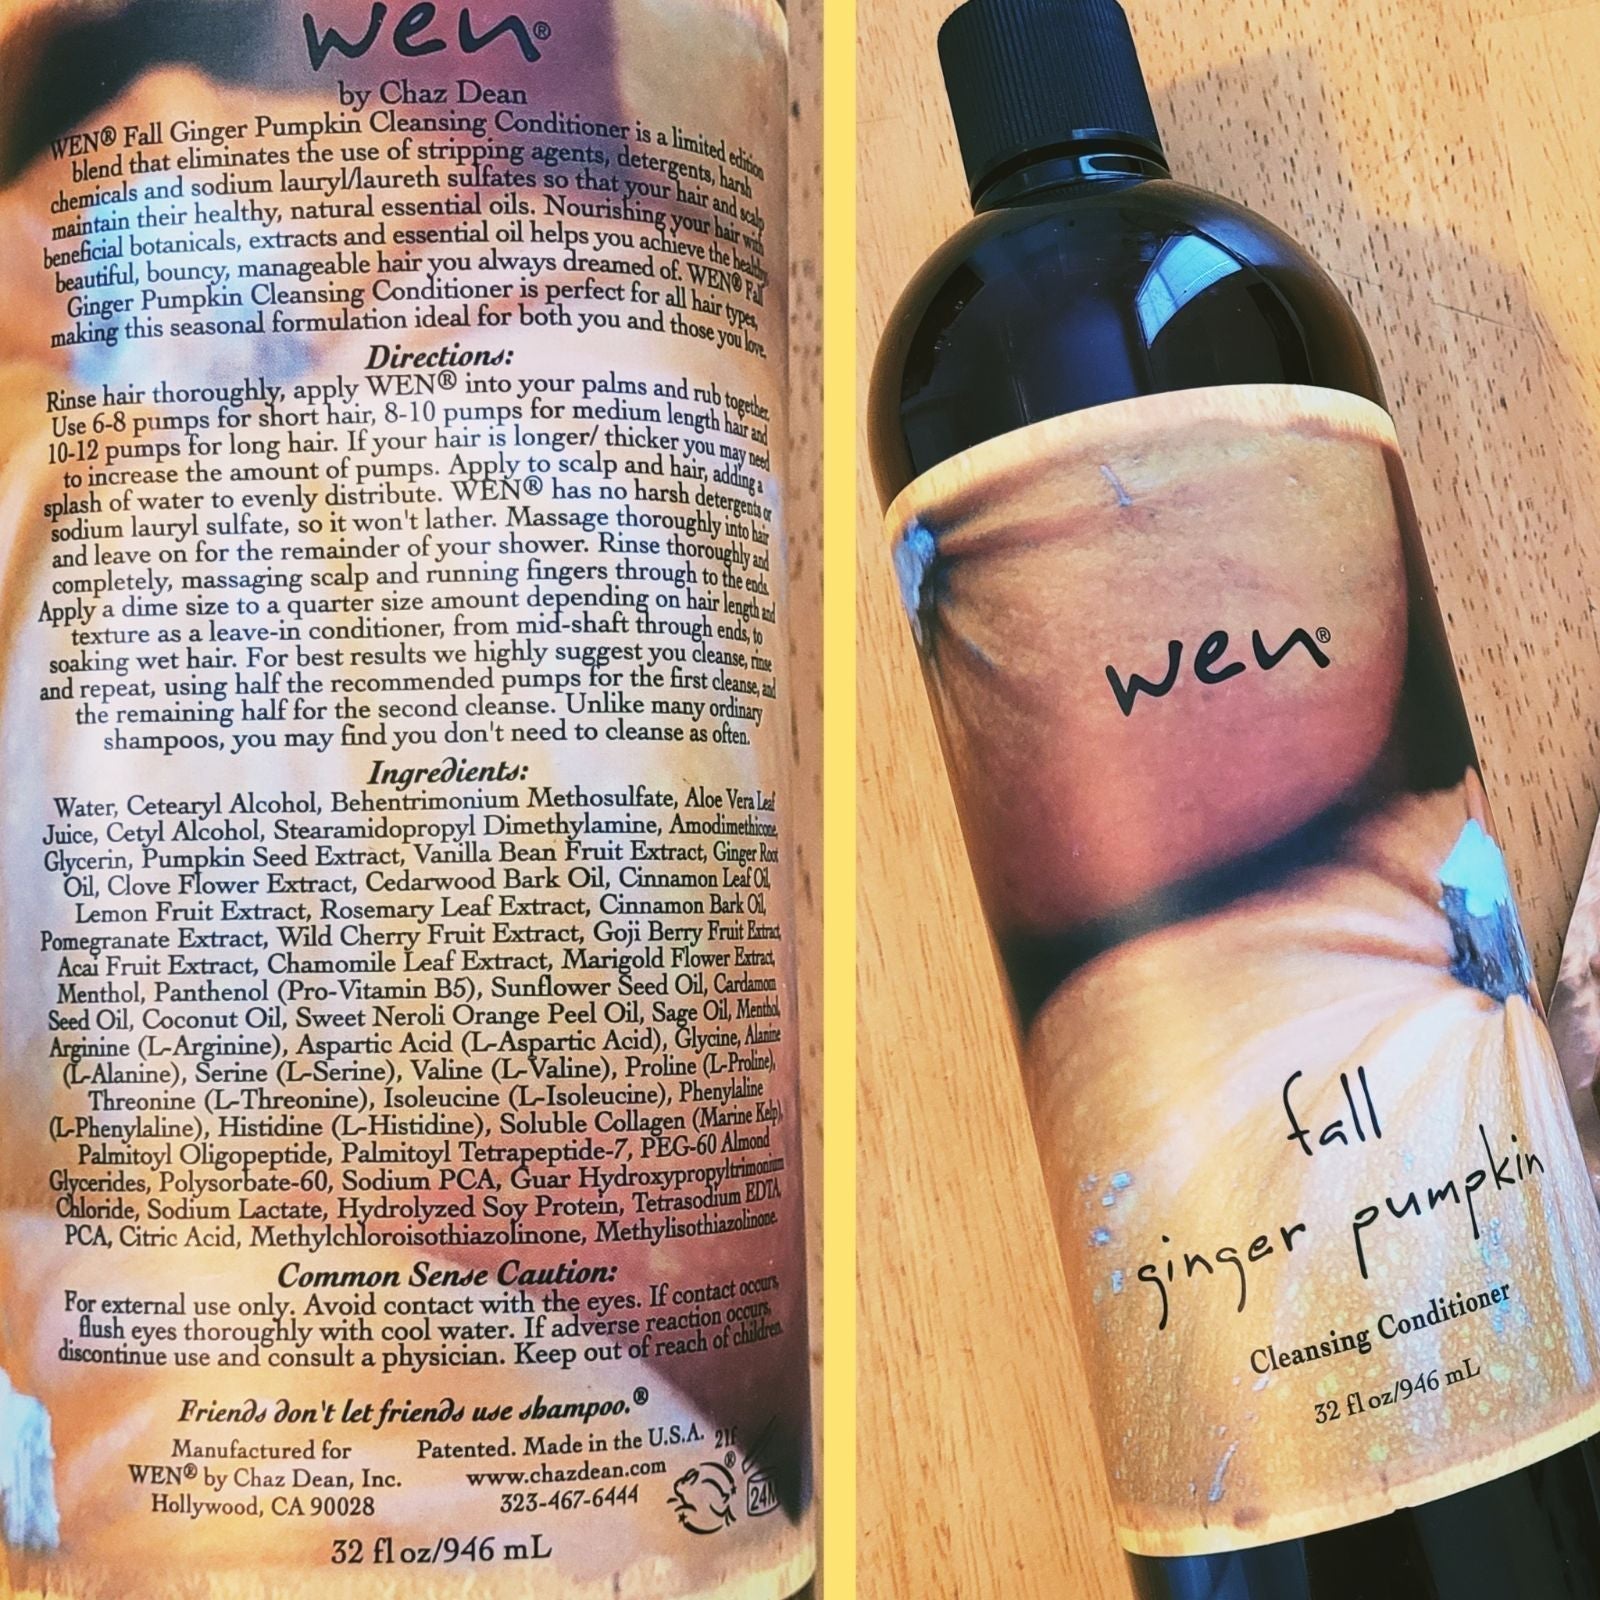 wen®
by Chaz Dean
WEN® Fall Ginger Pumpkin Cleansing Conditioner is a limited edition
blend that eliminates the use of stripping agents, detergents, harsh
chemicals and sodium lauryl/laureth sulfates so that your hair and scalp
maintain their healthy, natural essential oils. Nourishing your hair with
beneficial botanicals, extracts and essential oil helps you achieve the healthy
beautiful, bouncy, manageable hair you always dreamed of. WEN® Fall
Ginger Pumpkin Cleansing Conditioner is perfect for all hair types,
making this seasonal formulation ideal for both you and those you love.
Directions:
Rinse hair thoroughly, apply WEN® into your palms and rub together.
Use 6-8 pumps for short hair, 8-10 pumps for medium length hair and
10-12 pumps for long hair. If your hair is longer/ thicker you may need
to increase the amount of pumps. Apply to scalp and hair, adding a
splash of water to evenly distribute. WEN® has no harsh detergents or
sodium lauryl sulfate, so it won't lather. Massage thoroughly into hair
and leave on for the remainder of your shower. Rinse thoroughly and
completely, massaging scalp and running fingers through to the ends.
Apply a dime size to a quarter size amount depending on hair length and
texture as a leave-in conditioner, from mid-shaft through ends, to
soaking wet hair. For best results we highly suggest you cleanse, rinse
and repeat, using half the recommended pumps for the first cleanse, and
the remaining half for the second cleanse. Unlike many ordinary
shampoos, you may find you don't need to cleanse as often.
Ingredients:
Water, Cetearyl Alcohol, Behentrimonium Methosulfate, Aloe Vera Leaf
Juice, Cetyl Alcohol, Stearamidopropyl Dimethylamine, Amodimethicone,
Glycerin, Pumpkin Seed Extract, Vanilla Bean Fruit Extract, Ginger Root
Oil, Clove Flower Extract, Cedarwood Bark Oil, Cinnamon Leaf Oil,
Lemon Fruit Extract, Rosemary Leaf Extract, Cinnamon Bark Oil,
Pomegranate Extract, Wild Cherry Fruit Extract, Goji Berry Fruit Extract,
Acai Fruit Extract, Chamomile Leaf Extract, Marigold Flower Extract,
Menthol, Panthenol (Pro-Vitamin B5), Sunflower Seed Oil, Cardamom
Seed Oil, Coconut Oil, Sweet Neroli Orange Peel Oil, Sage Oil, Menthol,
Arginine (L-Arginine), Aspartic Acid (L-Aspartic Acid), Glycine, Alanine
(L-Alanine), Serine (L-Serine), Valine (L-Valine), Proline (L-Proline),
Threonine (L-Threonine), Isoleucine (L-Isoleucine), Phenylaline
(L-Phenylaline), Histidine (L-Histidine), Soluble Collagen (Marine Kelp),
Palmitoyl Oligopeptide, Palmitoyl Tetrapeptide-7, PEG-60 Almond
Glycerides, Polysorbate-60, Sodium PCA, Guar Hydroxypropyltrimonium
Chloride, Sodium Lactate, Hydrolyzed Soy Protein, Tetrasodium EDTA,
PCA, Citric Acid, Methylchloroisothiazolinone, Methylisothiazolinone.
Common Sense Caution:
For external use only. Avoid contact with the eyes. If contact occurs,
flush eyes thoroughly with cool water. If adverse reaction occurs,
discontinue use and consult a physician. Keep out of reach of children.
Friends don't let friends use shampoo.®
Manufactured for
WEN® by Chaz Dean, Inc.
Hollywood, CA 90028
Patented. Made in the U.S.A.
www.chazdean.com
323-467-6444
®
24M
32 fl oz/946 mL
wen®
fall
ginger pumpkin
Cleansing Conditioner
32 fl oz/946 mL